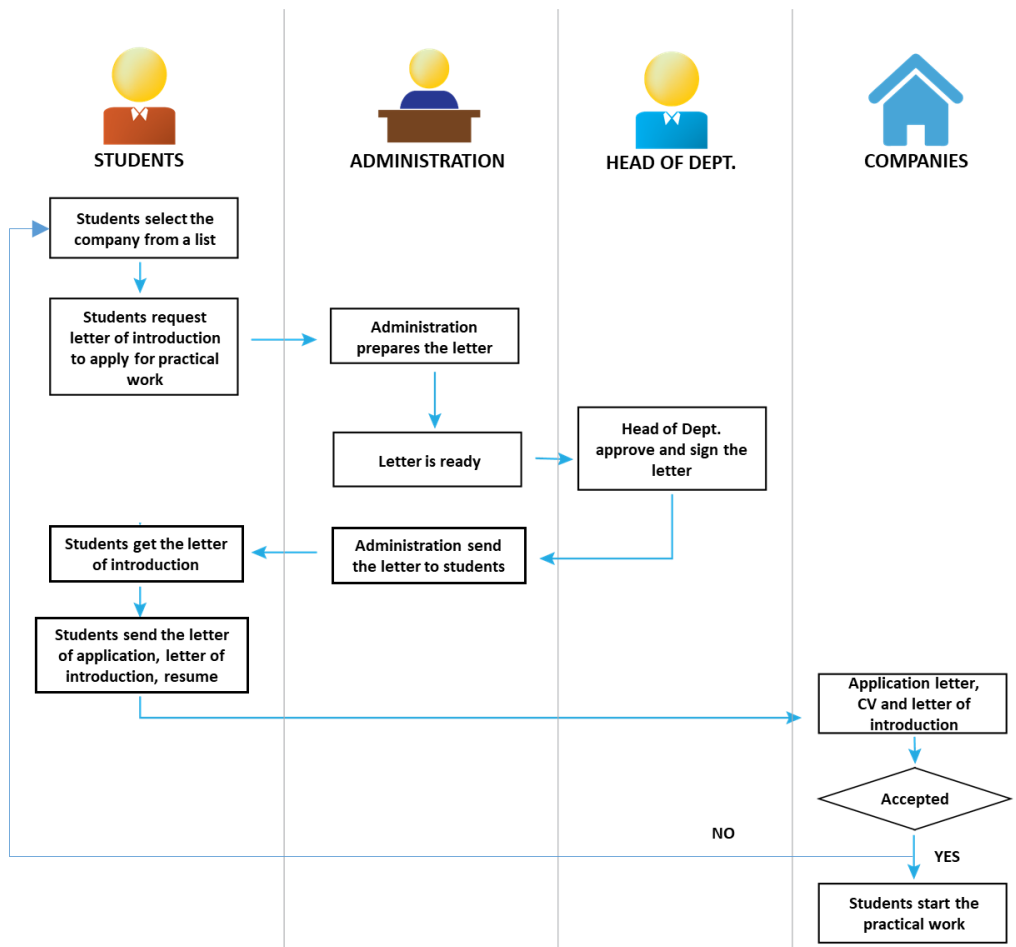 STUDENTS
ADMINISTRATION
HEAD OF DEPT.
COMPANIES
Students select the
company from a list
Students request
letter of introduction
to apply for practical
work
Administration
prepares the letter
Letter is ready
Head of Dept.
approve and sign the
letter
Administration send
the letter to students
Students get the letter
of introduction
Students send the letter
of application, letter of
introduction, resume
Application letter,
CV and letter of
introduction
Accepted
NO
YES
Students start the
practical work